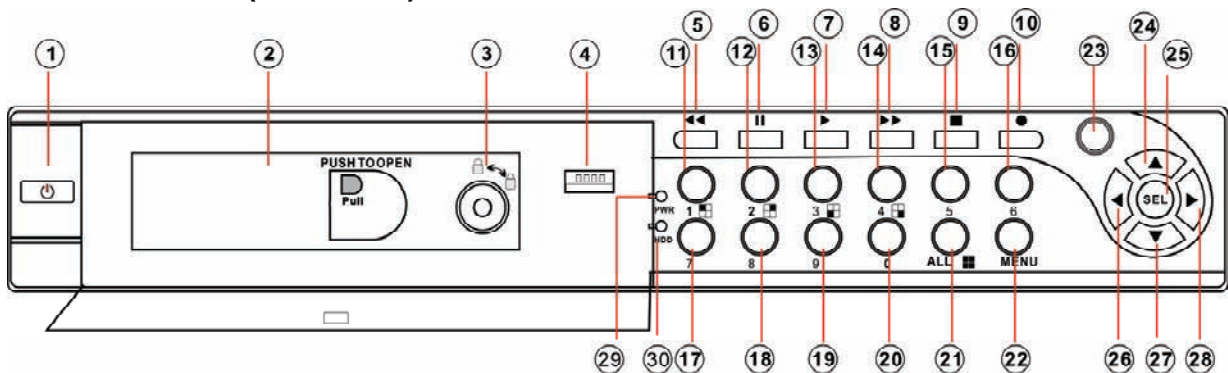 5 6 7 8 9 10
1 2 3 4 11 12 13 14 15 16 23 24
25
PUSH TO OPEN
Pull
SEL
PWR 1 2 3 4 5 6
HDD
7 8 9 0 ALL MENU
29 30 17 18 19 20 21 22 26 27 28